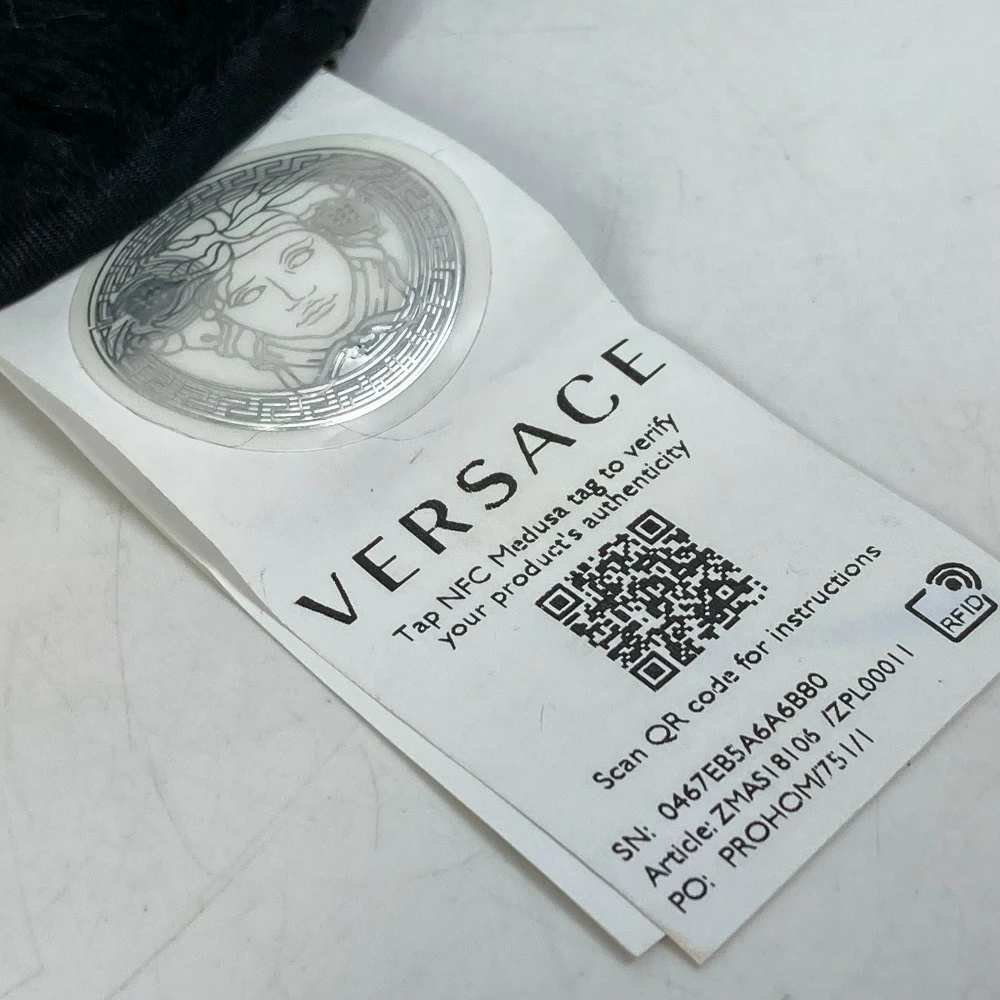 VERSACE
Tap NFC Medusa tag to verify
your product's authenticity
Scan QR code for instructions
RFID
SN: 0467EB5A6A6B80
Article: ZMAS18106 /ZPL00011
PO: PROHOM/751/1